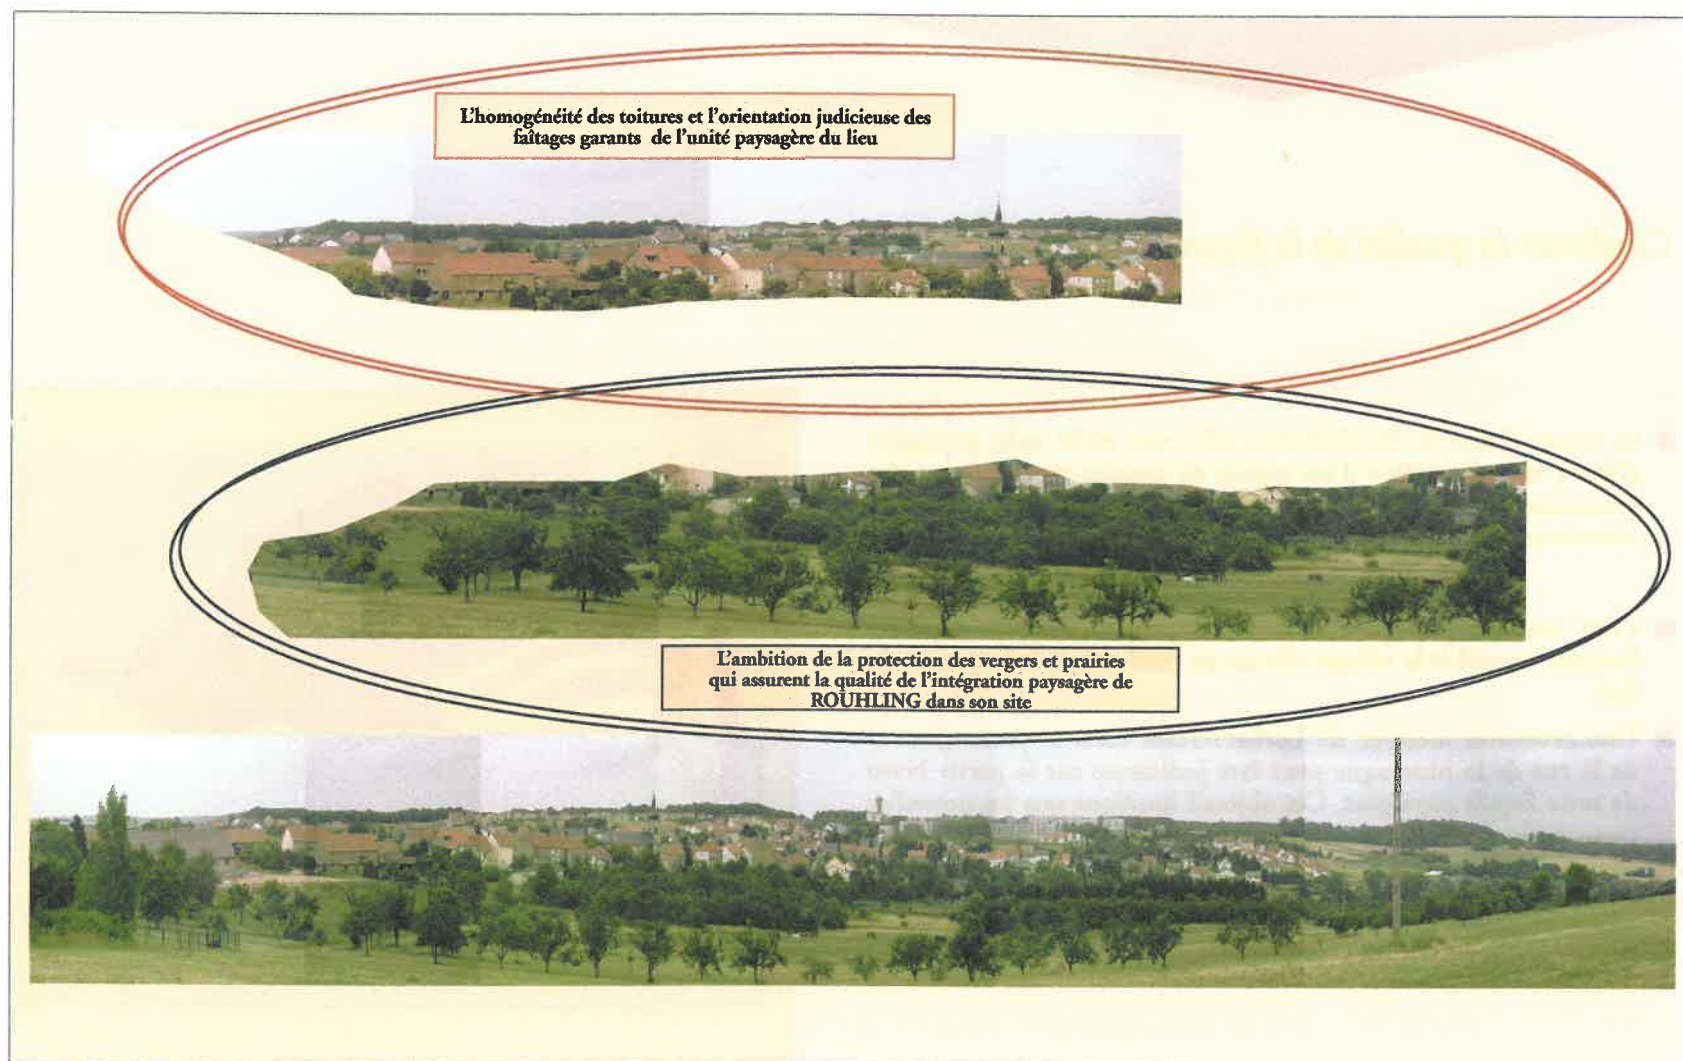 L'homogénéité des toitures et l'orientation judicieuse des
faîtages garants de l'unité paysagère du lieu
L'ambition de la protection des vergers et prairies
qui assurent la qualité de l'intégration paysagère de
ROUHLING dans son site